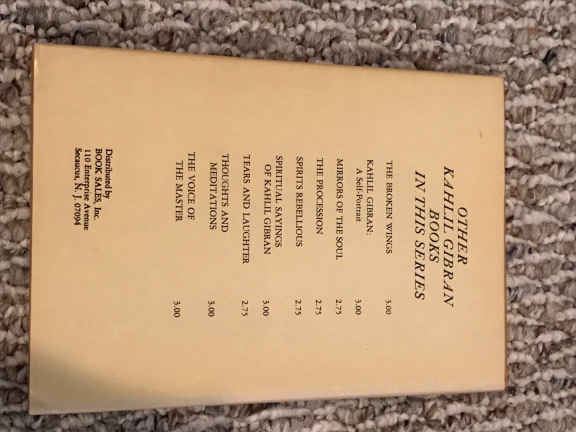 OTHER
KAHLIL GIBRAN
BOOKS
IN THIS SERIES
THE BROKEN WINGS 3.00
KAHLIL GIBRAN:
A Self-Portrait 3.00
MIRRORS OF THE SOUL 2.75
THE PROCESSION 2.75
SPIRITS REBELLIOUS 2.75
SPIRITUAL SAYINGS
OF KAHLIL GIBRAN 3.00
TEARS AND LAUGHTER 2.75
THOUGHTS AND
MEDITATIONS 3.00
THE VOICE OF
THE MASTER 3.00
Distributed by
BOOK SALES, Inc.
110 Enterprise Avenue
Secaucus, N. J. 07094